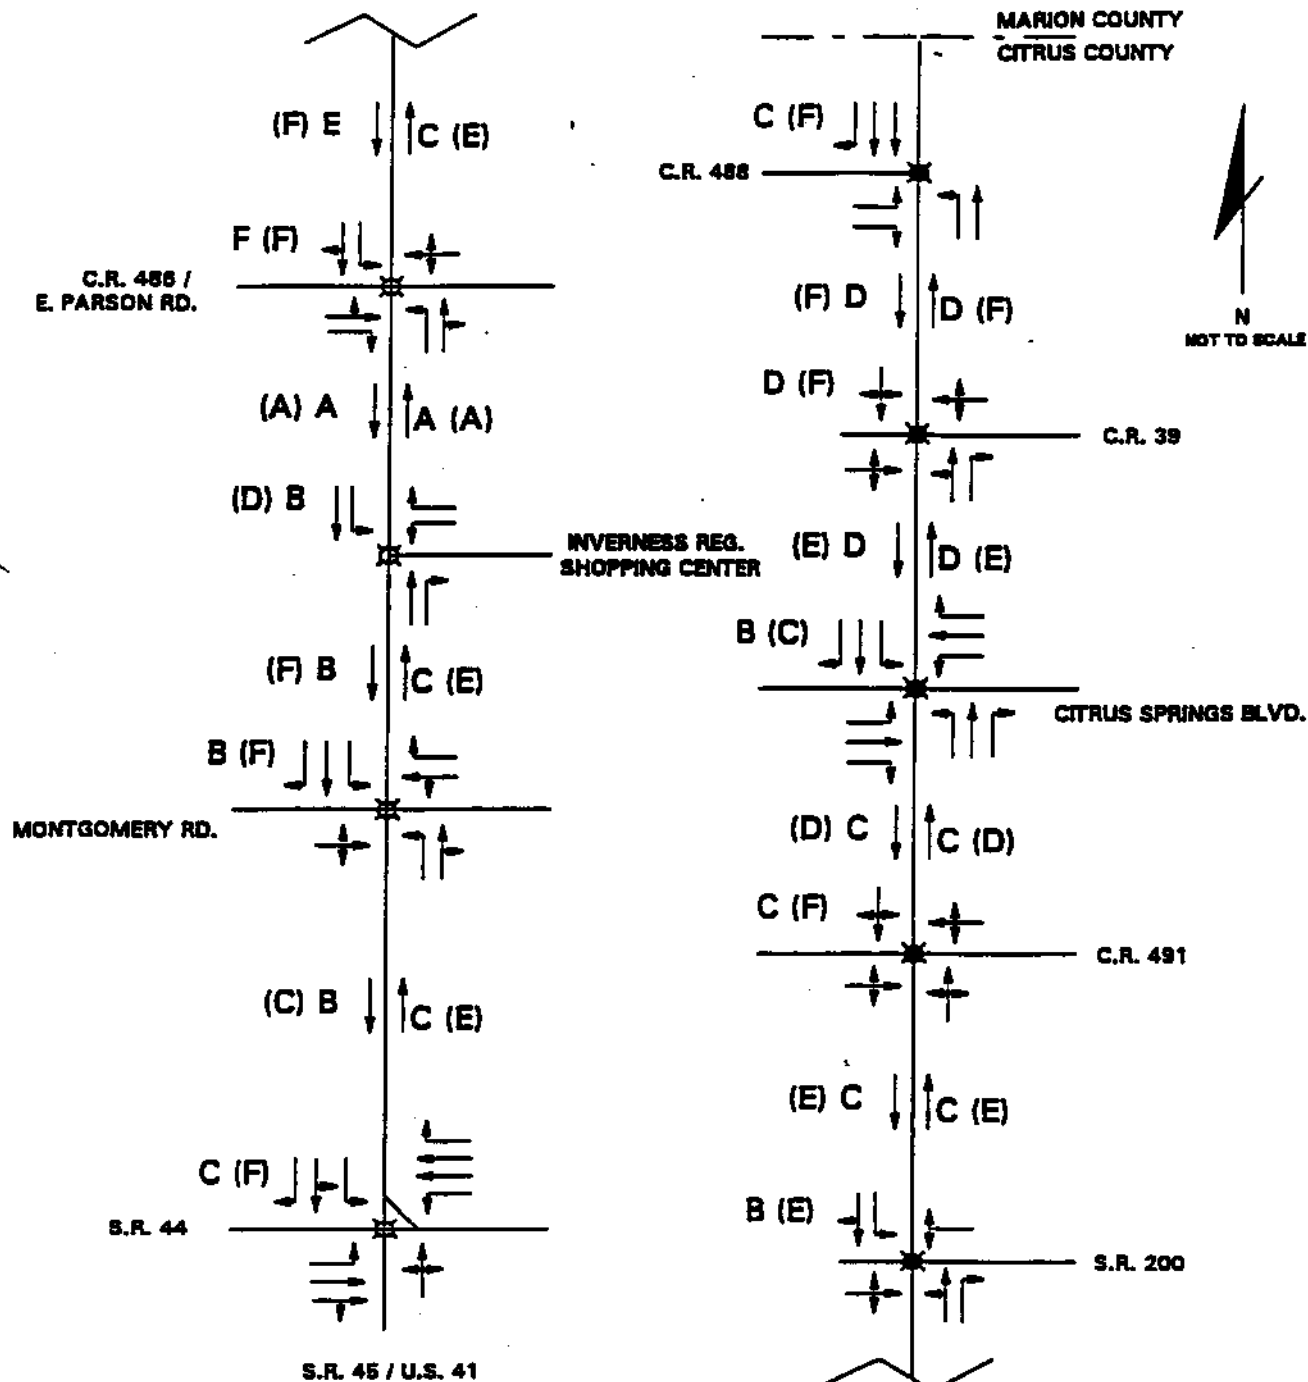 MARION COUNTY
CITRUS COUNTY
(F) E
C (E)
F (F)
C.R. 486 /
E. PARSON RD.
(A) A
A (A)
(D) B
INVERNESS REG.
SHOPPING CENTER
(F) B
C (E)
B (F)
MONTGOMERY RD.
(C) B
C (E)
C (F)
S.R. 44
S.R. 45 / U.S. 41
C (F)
C.R. 488
(F) D
D (F)
N
NOT TO SCALE
D (F)
C.R. 39
(E) D
D (E)
B (C)
CITRUS SPRINGS BLVD.
(D) C
C (D)
C (F)
C.R. 491
(E) C
C (E)
B (E)
S.R. 200